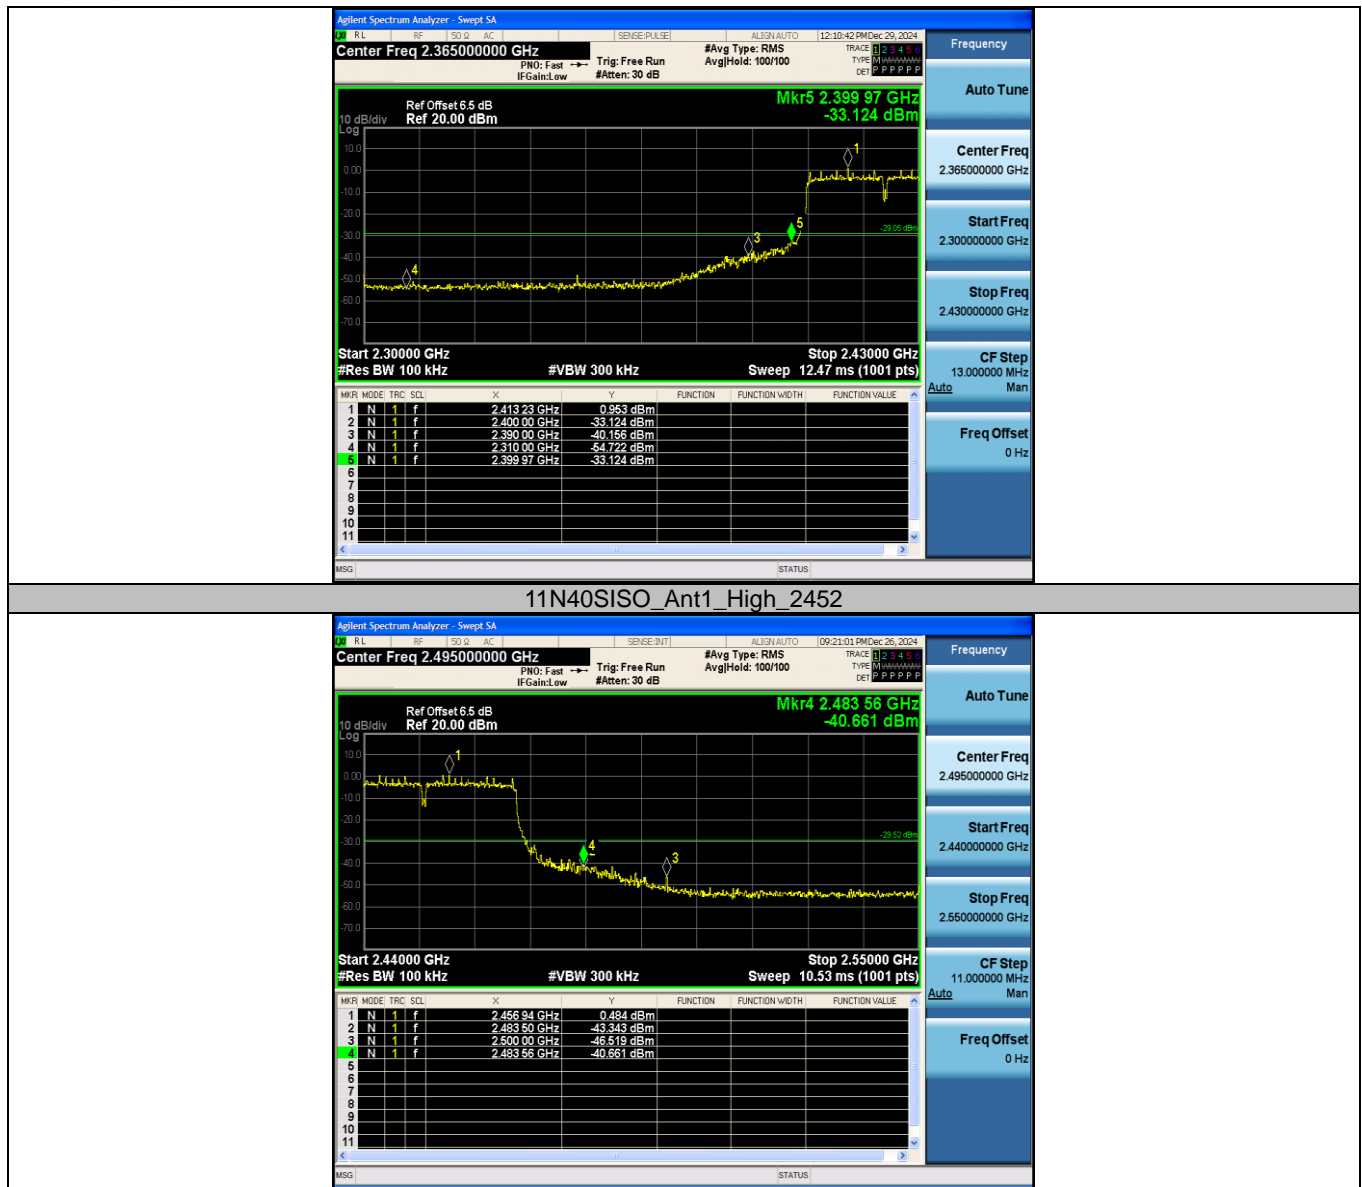 Agilent Spectrum Analyzer - Swept SA
LXI RL RF 50 Ω AC SENSE:PULSE ALIGN AUTO 12:10:42 PM Dec 29, 2024
Center Freq 2.365000000 GHz
PNO: Fast
IFGain:Low
Trig: Free Run
#Atten: 30 dB
#Avg Type: RMS
Avg|Hold: 100/100
TRACE 1 2 3 4 5 6
TYPE M WWWWW
DET P P P P P P
Frequency
Auto Tune
Center Freq
2.365000000 GHz
Start Freq
2.300000000 GHz
Stop Freq
2.430000000 GHz
CF Step
13.000000 MHz
Auto Man
Freq Offset
0 Hz
Mkr5 2.399 97 GHz
-33.124 dBm
Ref Offset 6.5 dB
10 dB/div Ref 20.00 dBm
Log
10.0
0.00
-10.0
-20.0
-30.0
-40.0
-50.0
-60.0
-70.0
1
5
3
4
-29.05 dBm
Start 2.30000 GHz Stop 2.43000 GHz
#Res BW 100 kHz #VBW 300 kHz Sweep 12.47 ms (1001 pts)
MKR MODE TRC SCL X Y FUNCTION FUNCTION WIDTH FUNCTION VALUE
1 N 1 f 2.413 23 GHz 0.953 dBm
2 N 1 f 2.400 00 GHz -33.124 dBm
3 N 1 f 2.390 00 GHz -40.156 dBm
4 N 1 f 2.310 00 GHz -54.722 dBm
5 N 1 f 2.399 97 GHz -33.124 dBm
6
7
8
9
10
11
MSG STATUS
11N40SISO_Ant1_High_2452
Agilent Spectrum Analyzer - Swept SA
LXI RL RF 50 Ω AC SENSE:INT ALIGN AUTO 09:21:01 PM Dec 26, 2024
Center Freq 2.495000000 GHz
PNO: Fast
IFGain:Low
Trig: Free Run
#Atten: 30 dB
#Avg Type: RMS
Avg|Hold: 100/100
TRACE 1 2 3 4 5 6
TYPE M WWWWW
DET P P P P P P
Frequency
Auto Tune
Center Freq
2.495000000 GHz
Start Freq
2.440000000 GHz
Stop Freq
2.550000000 GHz
CF Step
11.000000 MHz
Auto Man
Freq Offset
0 Hz
Mkr4 2.483 56 GHz
-40.661 dBm
Ref Offset 6.5 dB
10 dB/div Ref 20.00 dBm
Log
10.0
0.00
-10.0
-20.0
-30.0
-40.0
-50.0
-60.0
-70.0
1
4
3
-29.52 dBm
Start 2.44000 GHz Stop 2.55000 GHz
#Res BW 100 kHz #VBW 300 kHz Sweep 10.53 ms (1001 pts)
MKR MODE TRC SCL X Y FUNCTION FUNCTION WIDTH FUNCTION VALUE
1 N 1 f 2.456 94 GHz 0.484 dBm
2 N 1 f 2.483 50 GHz -43.343 dBm
3 N 1 f 2.500 00 GHz -46.519 dBm
4 N 1 f 2.483 56 GHz -40.661 dBm
5
6
7
8
9
10
11
MSG STATUS